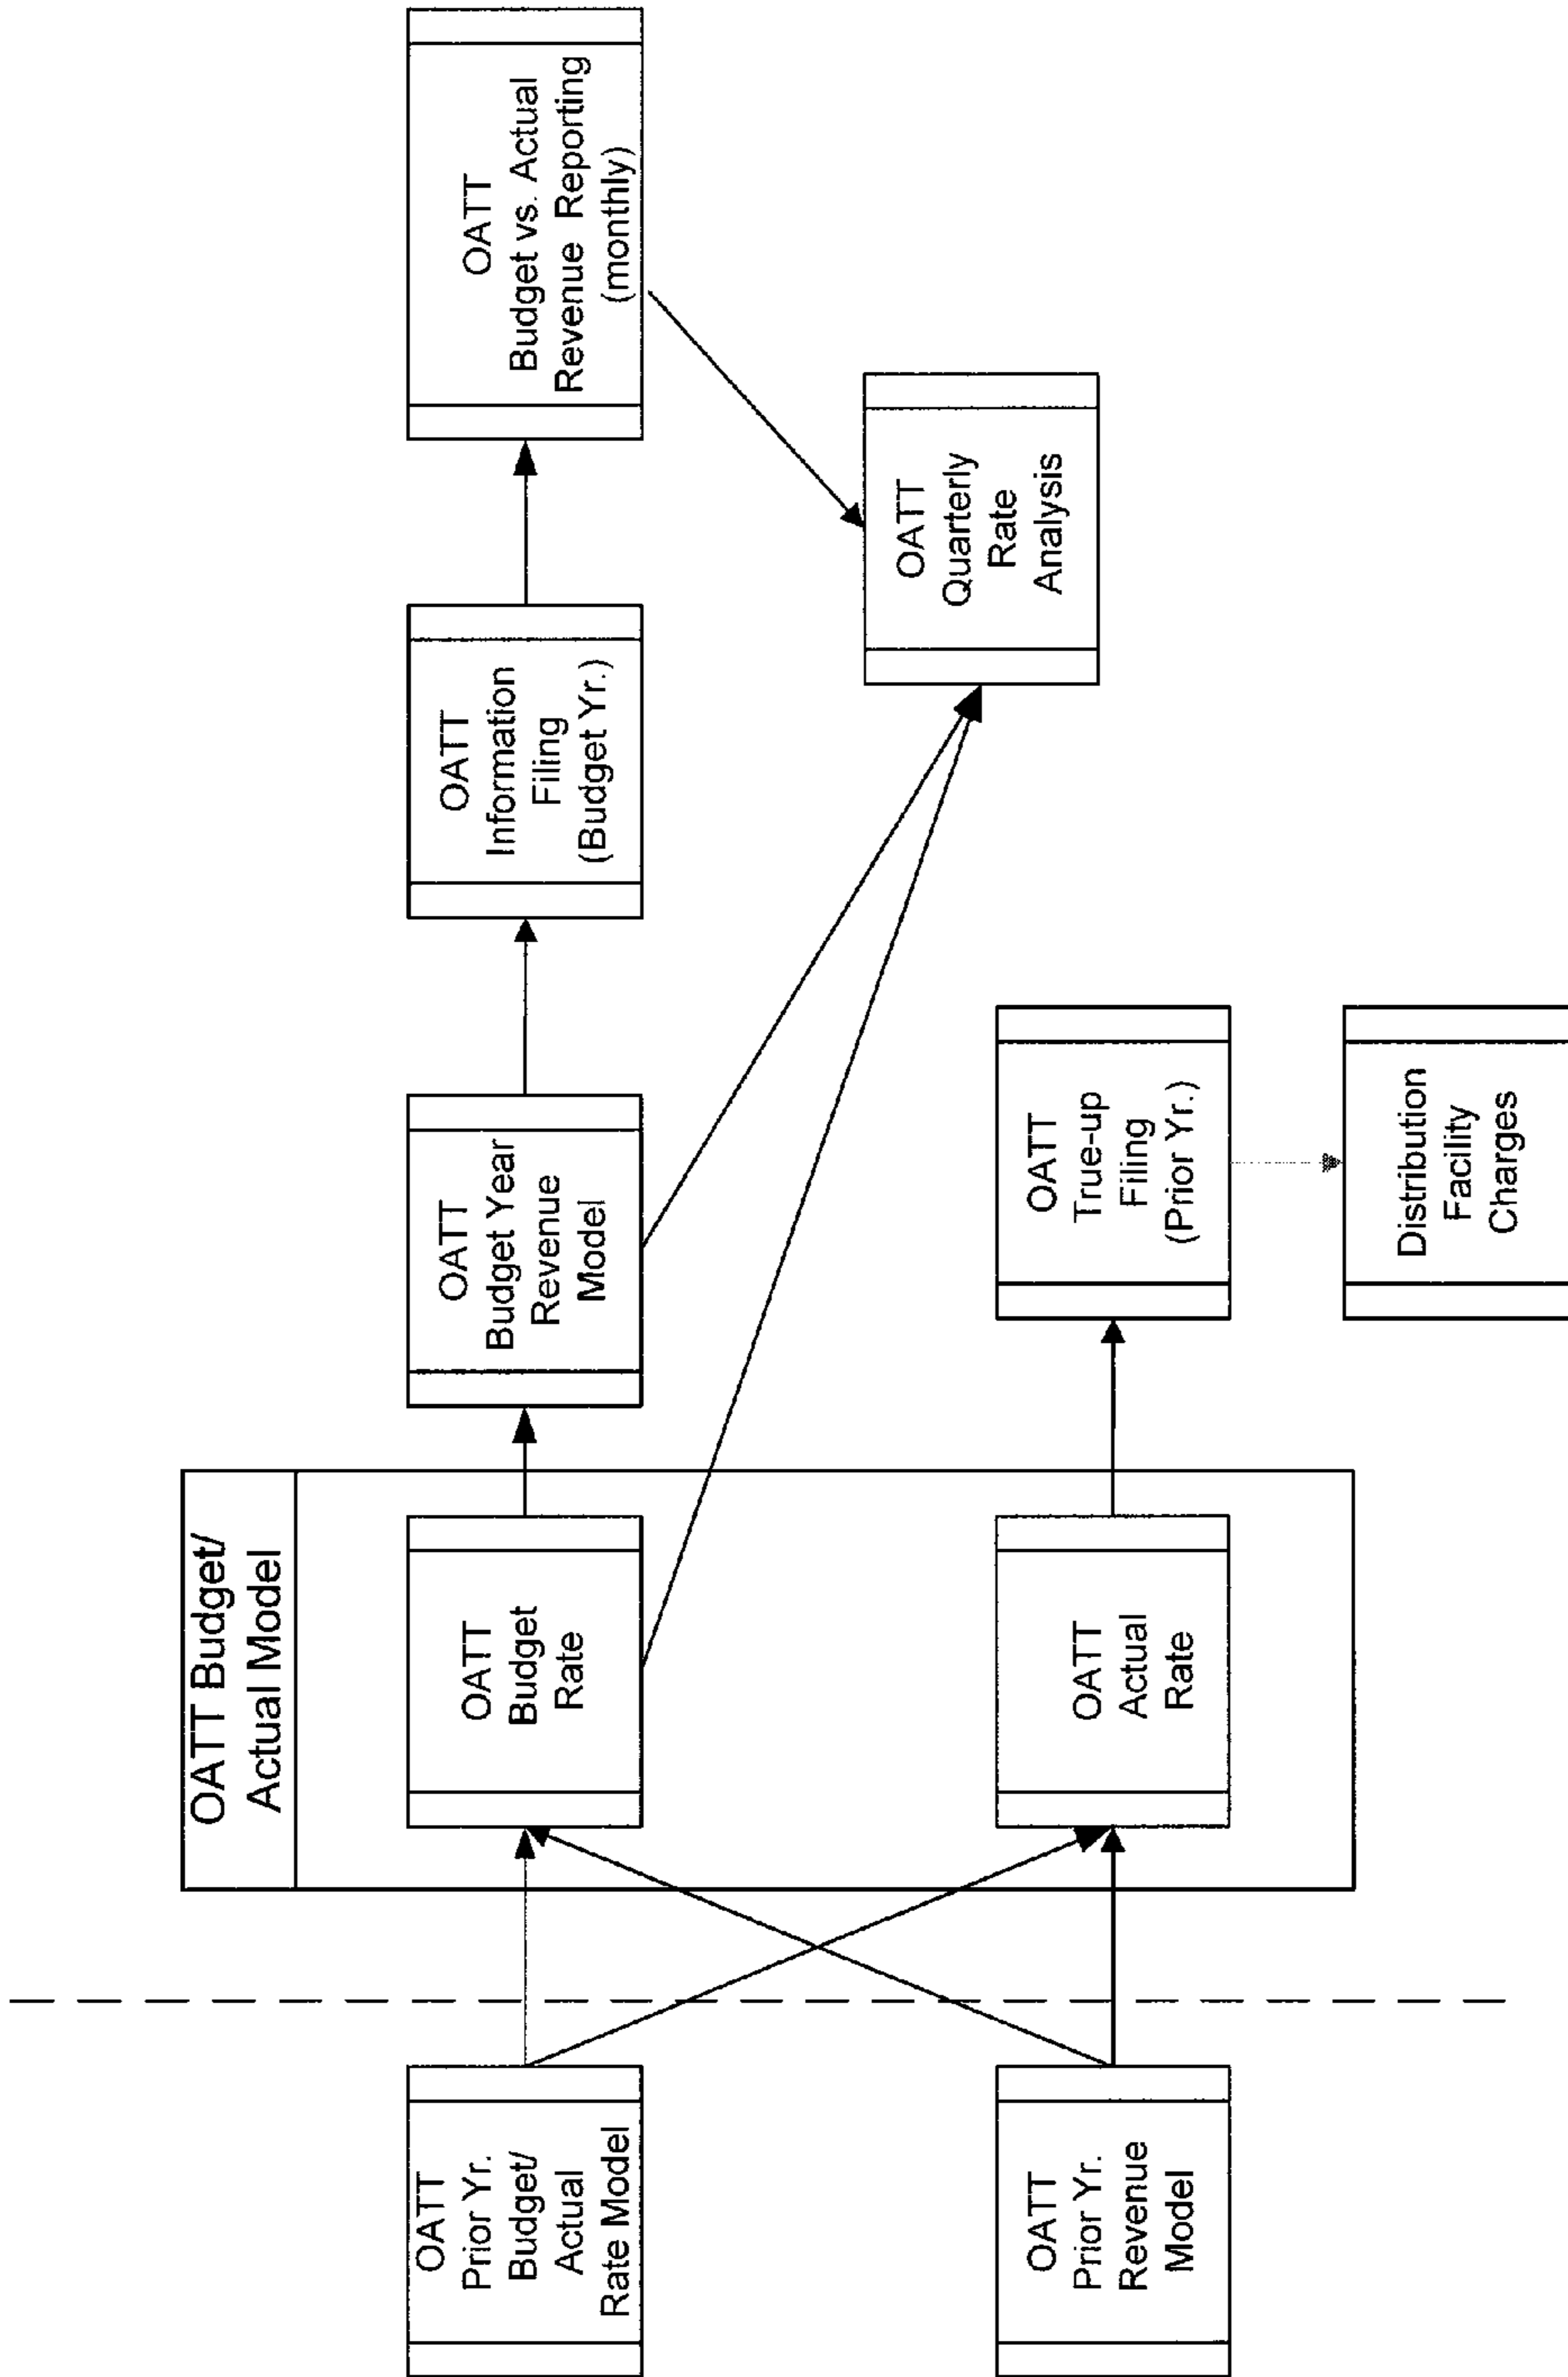 OATT Budget/
Actual Model
OATT
Prior Yr.
Budget/
Actual
Rate Model
OATT
Budget
Rate
OATT
Budget Year
Revenue
Model
OATT
Information
Filing
(Budget Yr.)
OATT
Budget vs. Actual
Revenue Reporting
(monthly)
OATT
Quarterly
Rate
Analysis
OATT
Prior Yr.
Revenue
Model
OATT
Actual
Rate
OATT
True-up
Filing
(Prior Yr.)
Distribution
Facility
Charges